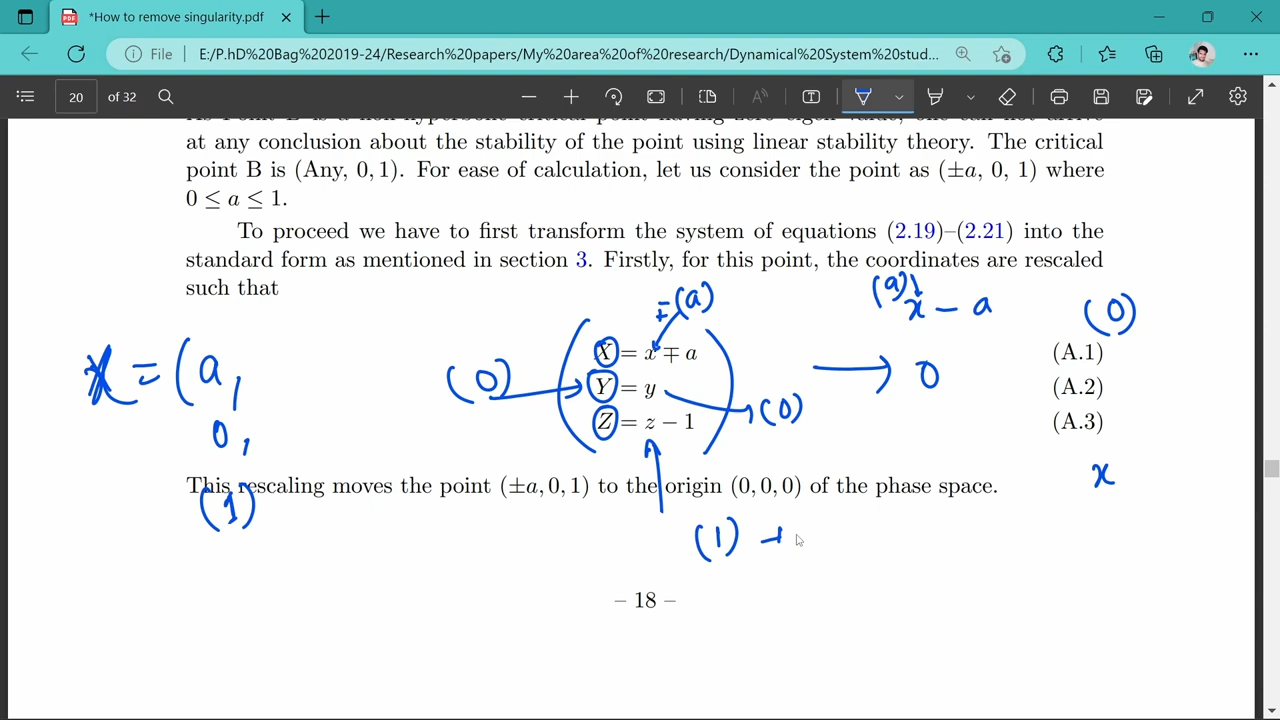 *How to remove singularity.pdf
File E:/P.hD%20Bag%202019-24/Research%20papers/My%20area%20of%20research/Dynamical%20System%20stud...
20 of 32
at any conclusion about the stability of the point using linear stability theory. The critical
point B is (Any, 0, 1). For ease of calculation, let us consider the point as (±a, 0, 1) where
0 ≤ a ≤ 1.
To proceed we have to first transform the system of equations (2.19)–(2.21) into the
standard form as mentioned in section 3. Firstly, for this point, the coordinates are rescaled
such that
(a)
x – a
±(a)
(0)
X = x ∓ a (A.1)
x = (a,
(0)
Y = y (A.2)
→ 0
(0)
Z = z − 1 (A.3)
0,
x
This rescaling moves the point (±a, 0, 1) to the origin (0, 0, 0) of the phase space.
(1)
(1)
– 18 –